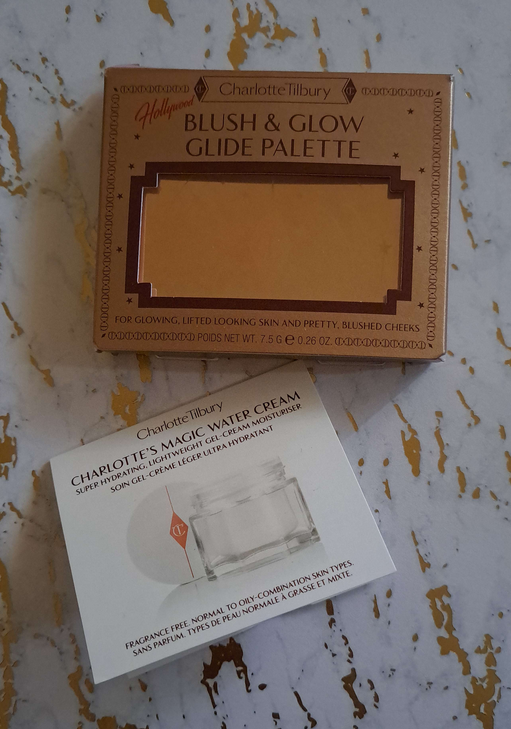 Charlotte Tilbury
Hollywood
BLUSH & GLOW
GLIDE PALETTE
FOR GLOWING, LIFTED LOOKING SKIN AND PRETTY, BLUSHED CHEEKS
POIDS NET WT. 7.5 G ℮ 0.26 OZ.
Charlotte Tilbury
CHARLOTTE'S MAGIC WATER CREAM
SUPER HYDRATING, LIGHTWEIGHT GEL-CREAM MOISTURISER
SOIN GEL-CRÈME LÉGER ULTRA HYDRATANT
CT
FRAGRANCE FREE. NORMAL TO OILY-COMBINATION SKIN TYPES.
SANS PARFUM. TYPES DE PEAU NORMALE À GRASSE ET MIXTE.